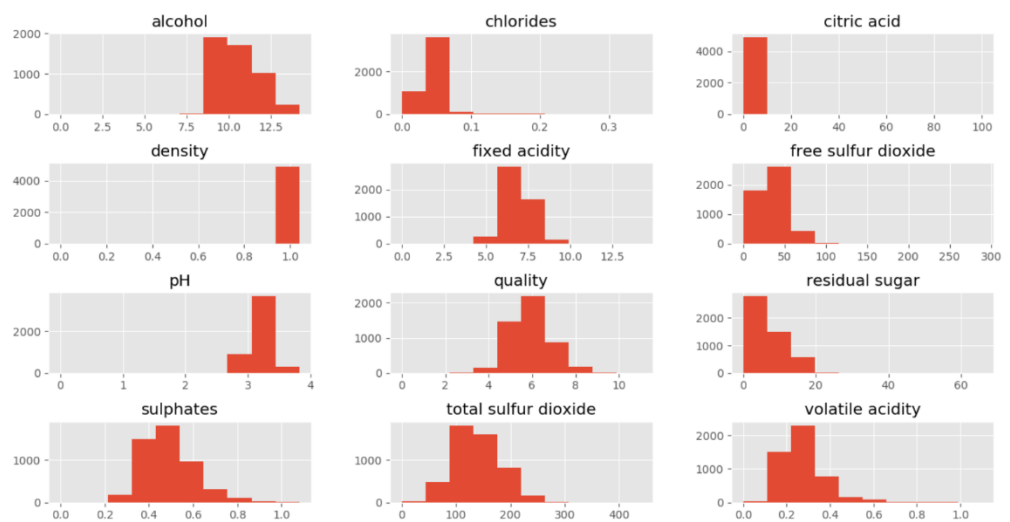 alcohol chlorides citric acid
2000
1000
0
0.0 2.5 5.0 7.5 10.0 12.5
2000
0
0.0 0.1 0.2 0.3
4000
2000
0
0 20 40 60 80 100
density fixed acidity free sulfur dioxide
4000
2000
0
0.0 0.2 0.4 0.6 0.8 1.0
2000
1000
0
0.0 2.5 5.0 7.5 10.0 12.5
2000
1000
0
0 50 100 150 200 250 300
pH quality residual sugar
2000
0
0 1 2 3 4
2000
1000
0
0 2 4 6 8 10
2000
1000
0
0 20 40 60
sulphates total sulfur dioxide volatile acidity
1000
0
0.0 0.2 0.4 0.6 0.8 1.0
1000
0
0 100 200 300 400
2000
1000
0
0.0 0.2 0.4 0.6 0.8 1.0